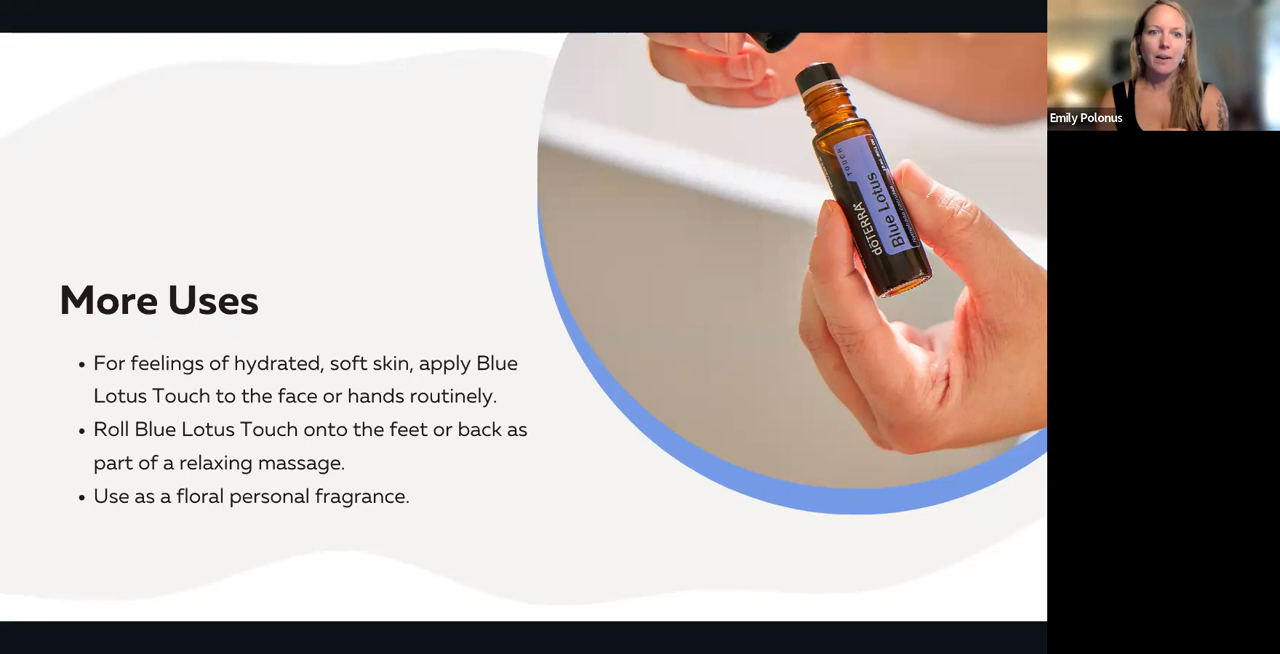 Emily Polonus
TOUCH
dōTERRA
Blue Lotus
More Uses
• For feelings of hydrated, soft skin, apply Blue
Lotus Touch to the face or hands routinely.
• Roll Blue Lotus Touch onto the feet or back as
part of a relaxing massage.
• Use as a floral personal fragrance.